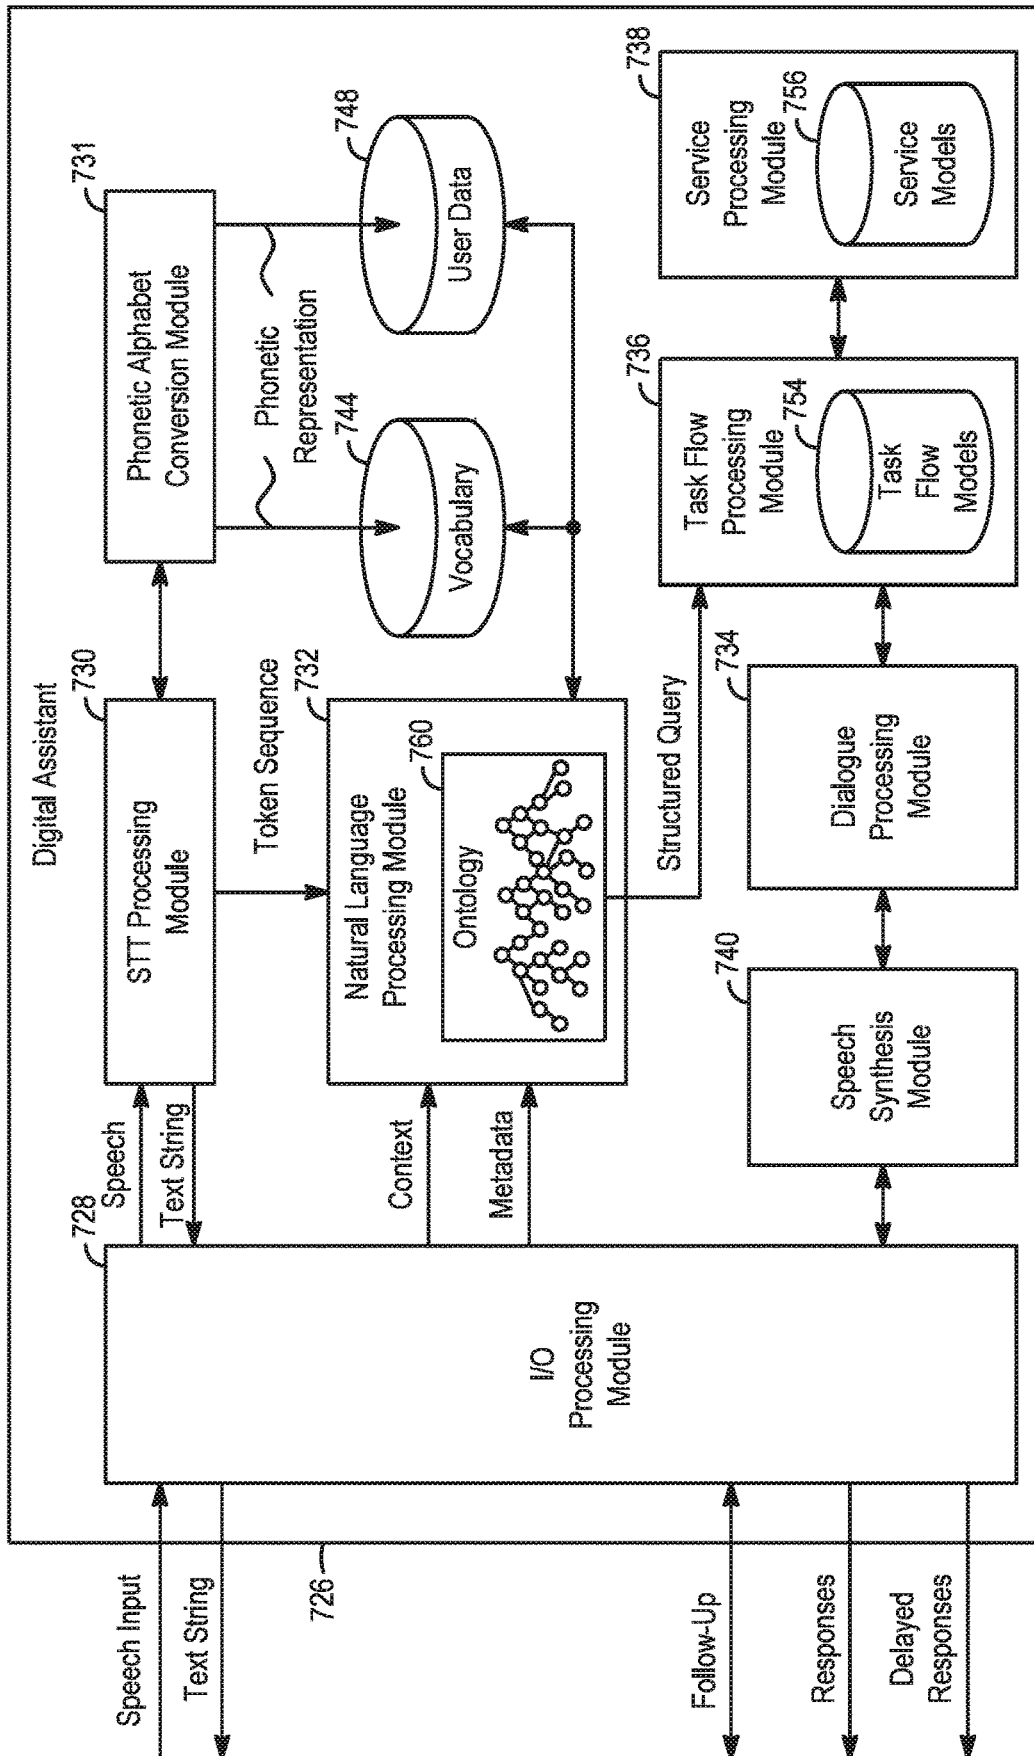 Digital Assistant
Speech Input
Text String
726
Follow-Up
Responses
Delayed
Responses
728
I/O
Processing
Module
Speech
Text String
Context
Metadata
730
STT Processing
Module
Token Sequence
731
Phonetic Alphabet
Conversion Module
Phonetic
Representation
732
Natural Language
Processing Module
760
Ontology
744
Vocabulary
748
User Data
Structured Query
740
Speech
Synthesis
Module
734
Dialogue
Processing
Module
736
Task Flow
Processing
Module
754
Task
Flow
Models
738
Service
Processing
Module
756
Service
Models